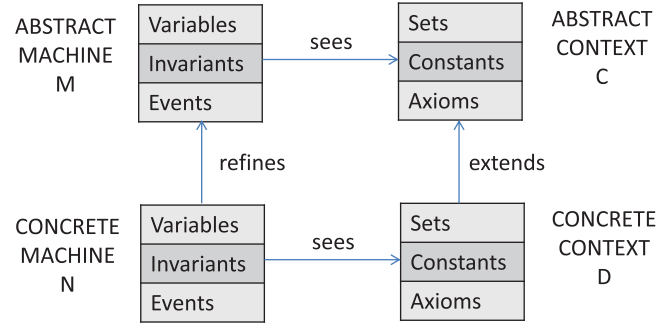 ABSTRACT
MACHINE
M
Variables
Invariants
Events
sees
Sets
Constants
Axioms
ABSTRACT
CONTEXT
C
refines
extends
CONCRETE
MACHINE
N
Variables
Invariants
Events
sees
Sets
Constants
Axioms
CONCRETE
CONTEXT
D